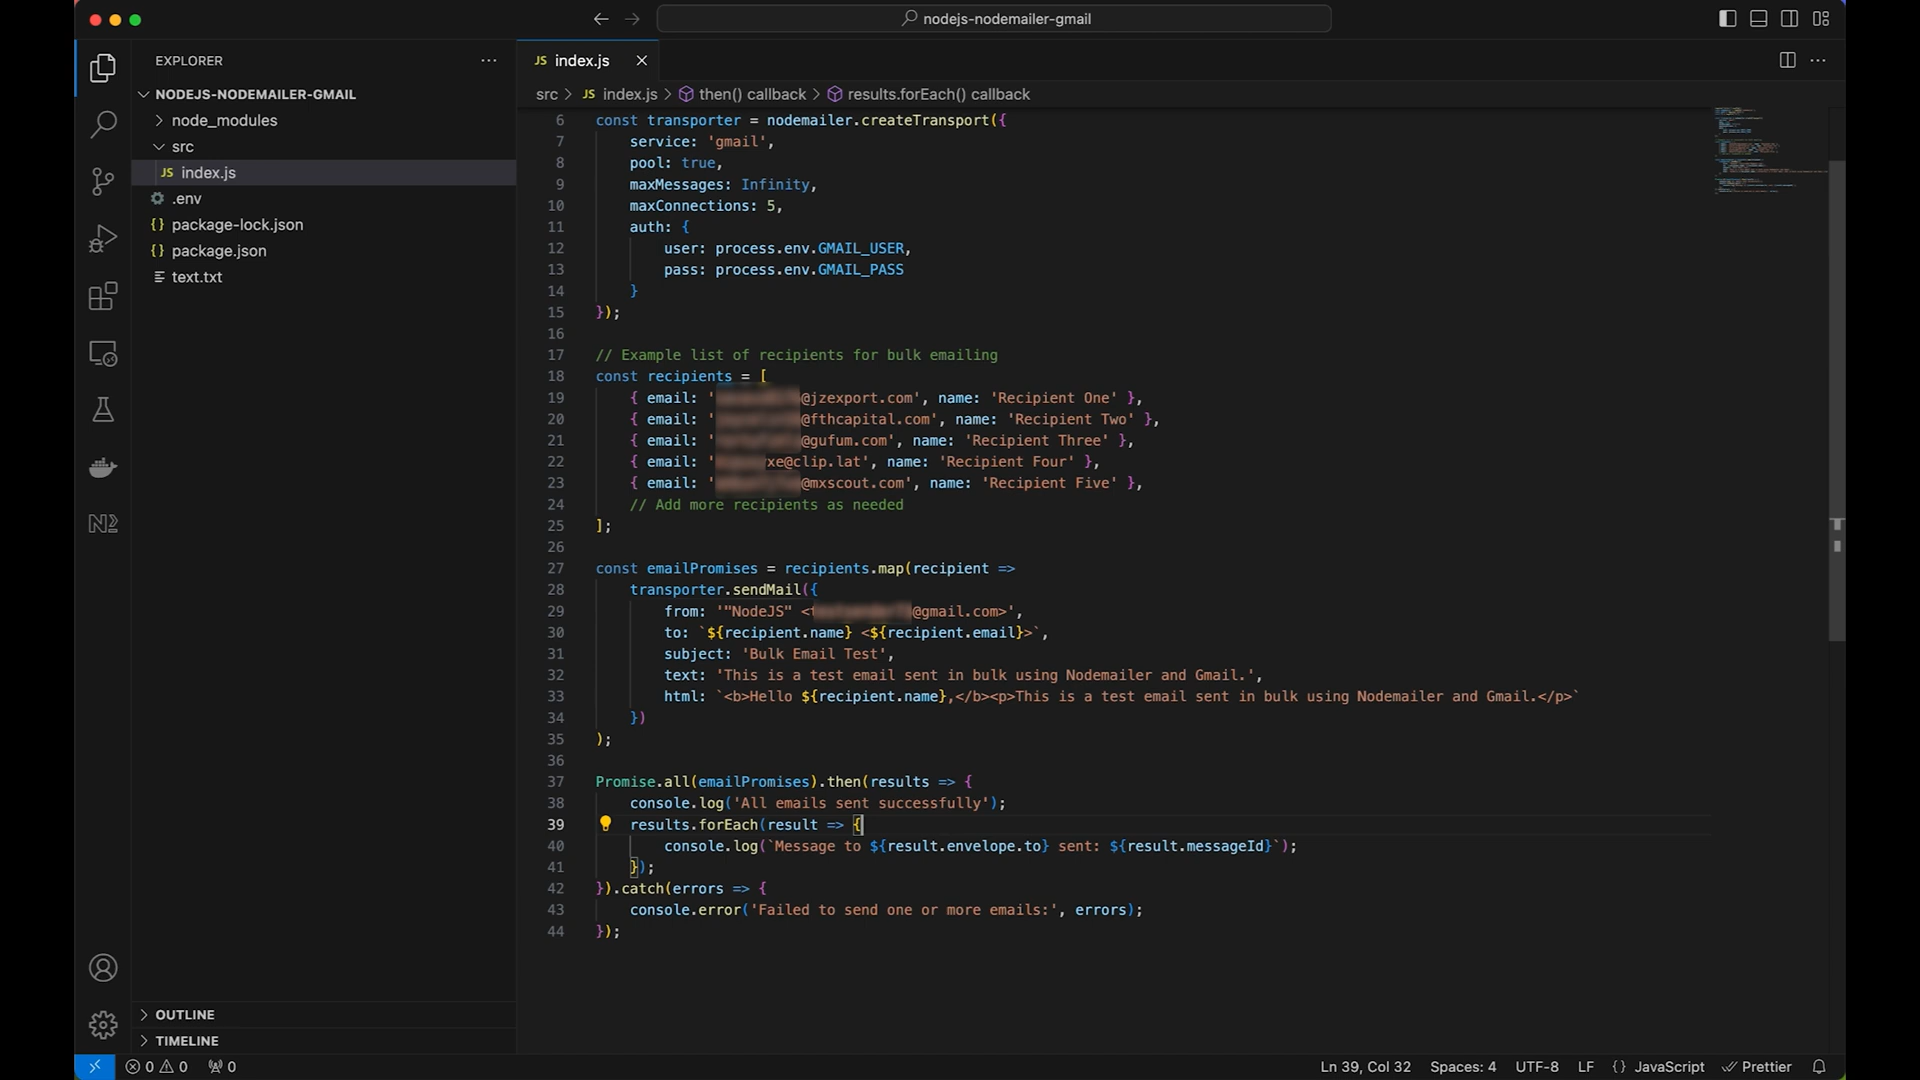 nodejs-nodemailer-gmail
EXPLORER
NODEJS-NODEMAILER-GMAIL
node_modules
src
JS index.js
.env
{} package-lock.json
{} package.json
text.txt
OUTLINE
TIMELINE
JS index.js
src > JS index.js > then() callback > results.forEach() callback
6 const transporter = nodemailer.createTransport({
7 service: 'gmail',
8 pool: true,
9 maxMessages: Infinity,
10 maxConnections: 5,
11 auth: {
12 user: process.env.GMAIL_USER,
13 pass: process.env.GMAIL_PASS
14 }
15 });
16
17 // Example list of recipients for bulk emailing
18 const recipients = [
19 { email: '@jzexport.com', name: 'Recipient One' },
20 { email: '@fthcapital.com', name: 'Recipient Two' },
21 { email: '@gufum.com', name: 'Recipient Three' },
22 { email: 'xe@clip.lat', name: 'Recipient Four' },
23 { email: '@mxscout.com', name: 'Recipient Five' },
24 // Add more recipients as needed
25 ];
26
27 const emailPromises = recipients.map(recipient =>
28 transporter.sendMail({
29 from: '"NodeJS" <@gmail.com>',
30 to: `${recipient.name} <${recipient.email}>`,
31 subject: 'Bulk Email Test',
32 text: 'This is a test email sent in bulk using Nodemailer and Gmail.',
33 html: `<b>Hello ${recipient.name},</b><p>This is a test email sent in bulk using Nodemailer and Gmail.</p>`
34 })
35 );
36
37 Promise.all(emailPromises).then(results => {
38 console.log('All emails sent successfully');
39 results.forEach(result => {
40 console.log(`Message to ${result.envelope.to} sent: ${result.messageId}`);
41 });
42 }).catch(errors => {
43 console.error('Failed to send one or more emails:', errors);
44 });
0 0 0 Ln 39, Col 32 Spaces: 4 UTF-8 LF {} JavaScript Prettier